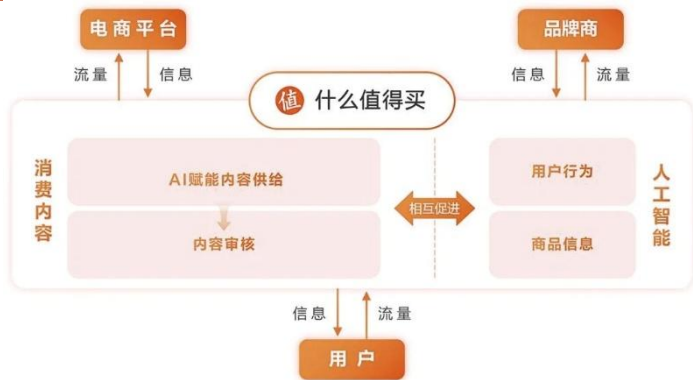 电商平台
品牌商
流量
信息
信息
流量
值 什么值得买
消费内容
AI赋能内容供给
内容审核
相互促进
用户行为
商品信息
人工智能
信息
流量
用户